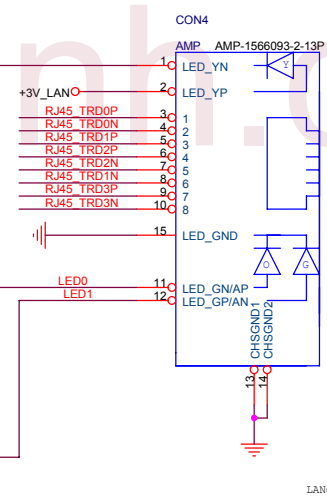 CON4
AMP AMP-1566093-2-13P
1 LED_YN Y
+3V_LAN 2 LED_YP
RJ45_TRD0P 3 1
RJ45_TRD0N 4 2
RJ45_TRD1P 5 3
RJ45_TRD2P 6 4
RJ45_TRD2N 7 5
RJ45_TRD1N 8 6
RJ45_TRD3P 9 7
RJ45_TRD3N 10 8
15 LED_GND
O G
LED0 11 LED_GN/AP
LED1 12 LED_GP/AN
CHSGND1
CHSGND2
13
14
nh.c
LAN